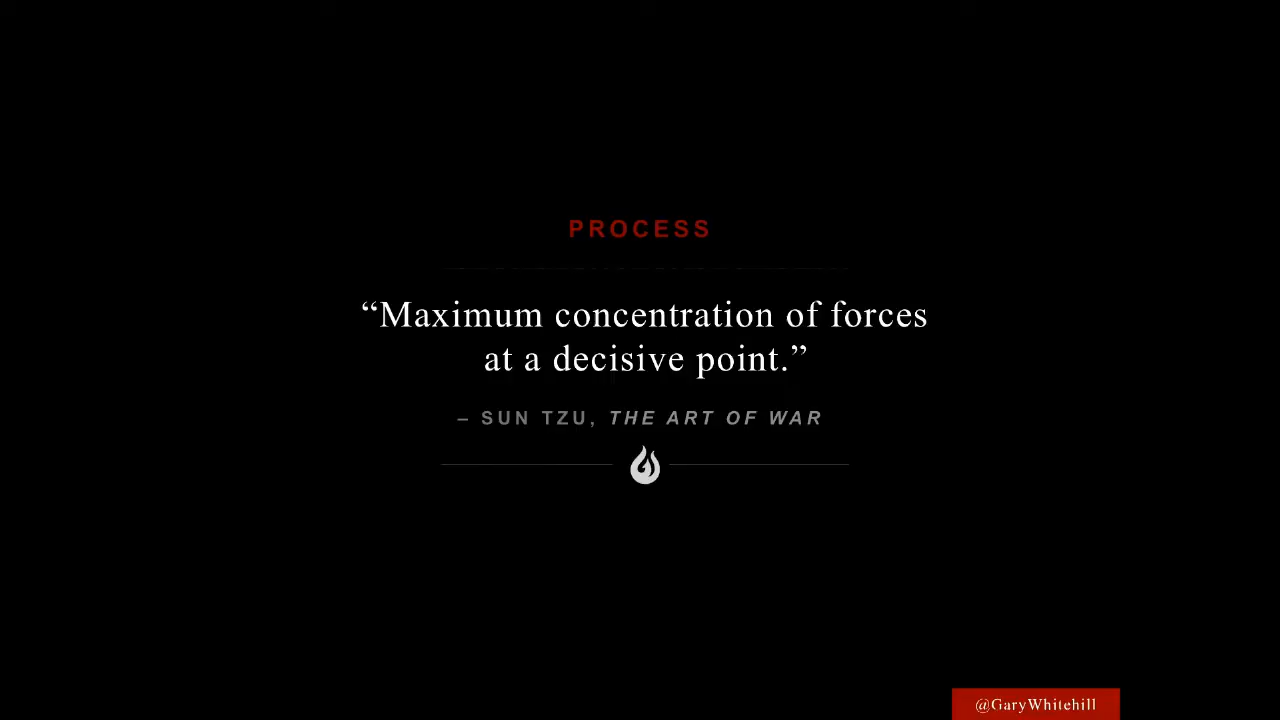 PROCESS
“Maximum concentration of forces
at a decisive point.”
– SUN TZU, THE ART OF WAR
@GaryWhitehill